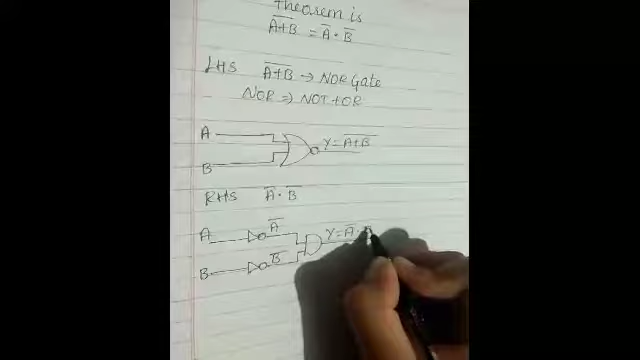 Theorem is
A̅+̅B̅ = A̅ · B̅
LHS A̅+̅B̅ → NOR Gate
NOR ⇒ NOT + OR
A
Y = A̅+̅B̅
B
RHS A̅ · B̅
A A̅
Y = A̅ ·
B B̅